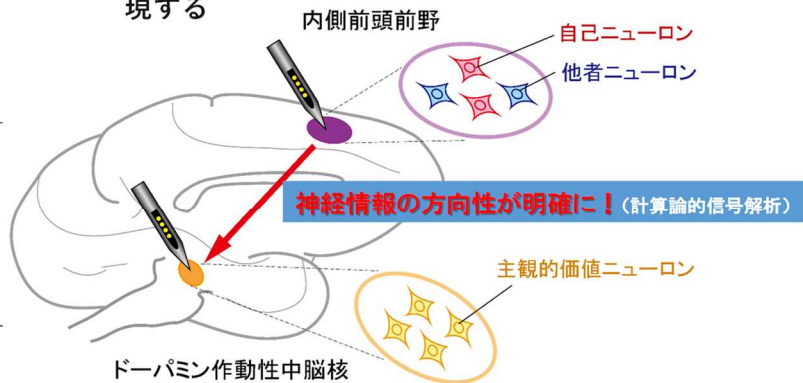 現する
内側前頭前野
自己ニューロン
他者ニューロン
神経情報の方向性が明確に！（計算論的信号解析）
主観的価値ニューロン
ドーパミン作動性中脳核